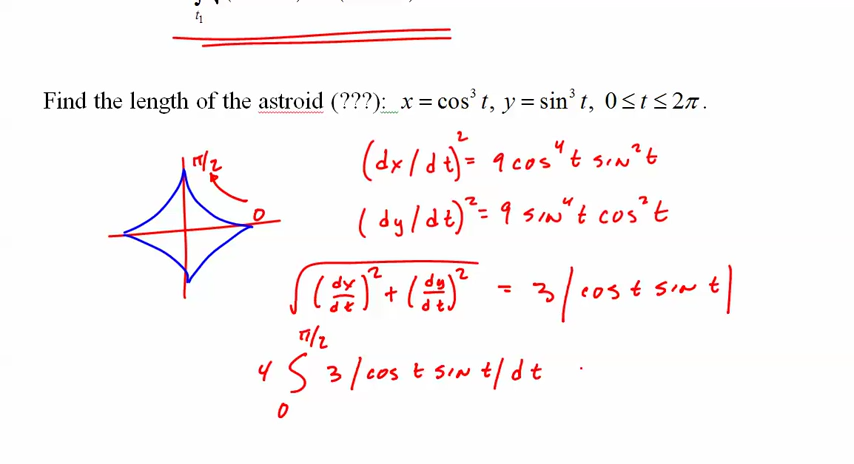 t₁
Find the length of the astroid (???): x = cos³ t, y = sin³ t, 0 ≤ t ≤ 2π.
π/2
0
(dx/dt)² = 9 cos⁴ t sin² t
(dy/dt)² = 9 sin⁴ t cos² t
√((dx/dt)² + (dy/dt)²) = 3 |cos t sin t|
4 ∫₀^(π/2) 3 |cos t sin t| dt